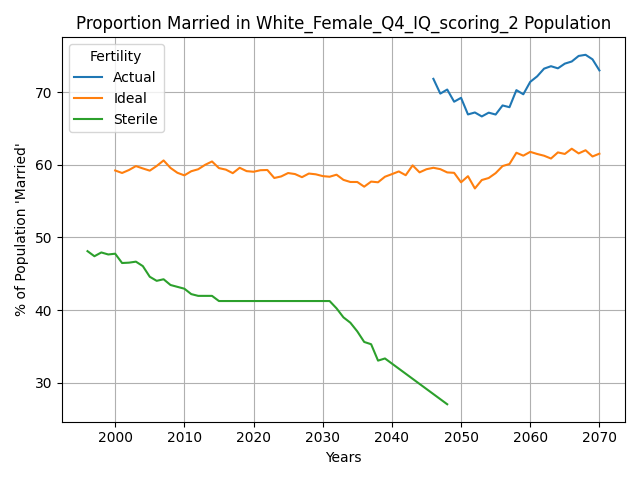 Proportion Married in White_Female_Q4_IQ_scoring_2 Population
Fertility
Actual
Ideal
Sterile
% of Population 'Married'
70
60
50
40
30
2000
2010
2020
2030
2040
2050
2060
2070
Years